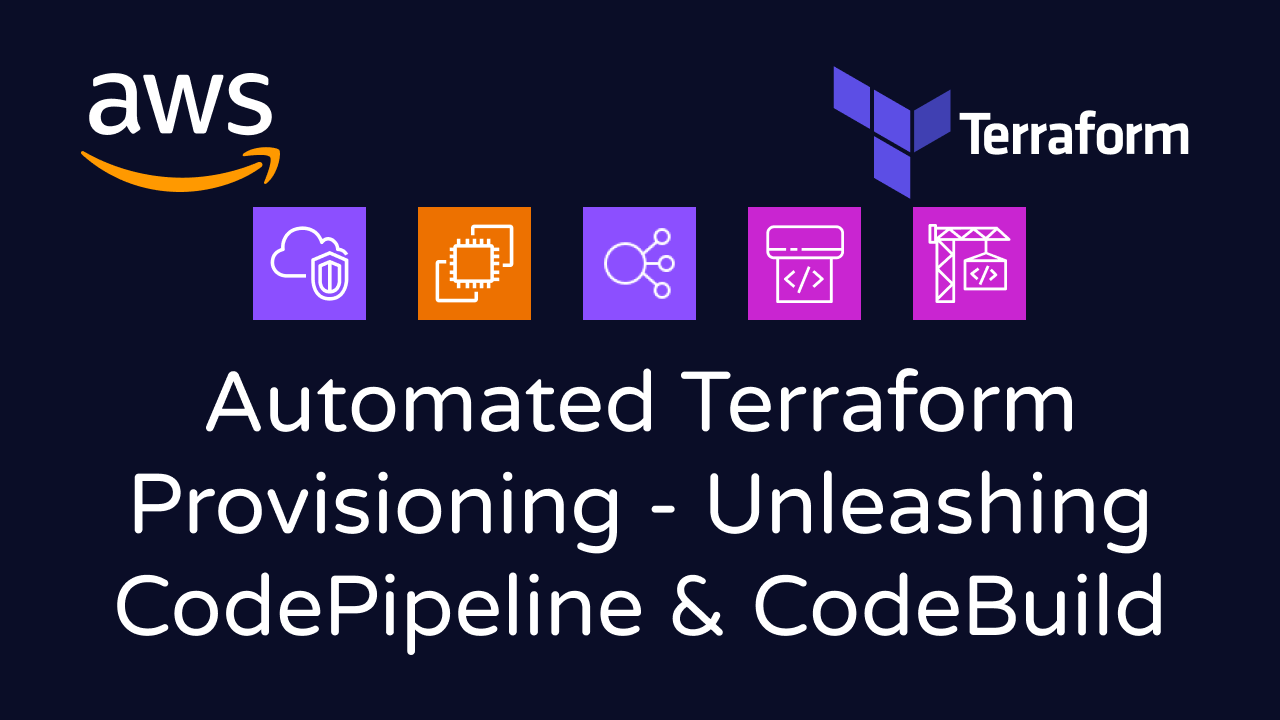 aws
Terraform
</>
</>
Automated Terraform
Provisioning - Unleashing
CodePipeline & CodeBuild